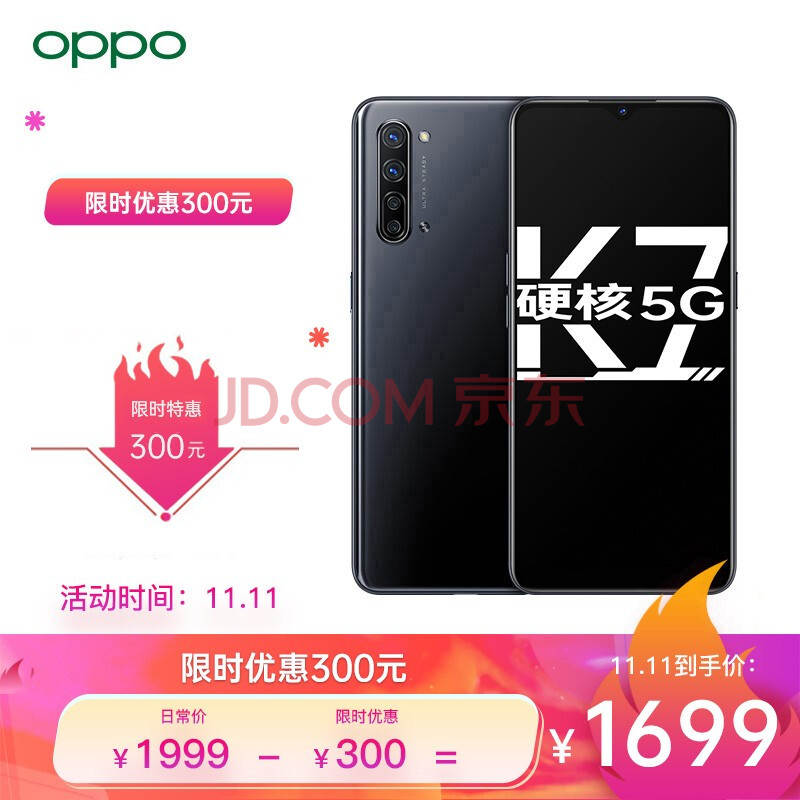 oppo
限时优惠300元
ULTRA STEADY
K7
硬核5G
限时特惠
300元
JD.COM 京东
活动时间：11.11
限时优惠300元
11.11到手价：
日常价
限时优惠
¥1999 － ¥300 =
¥1699